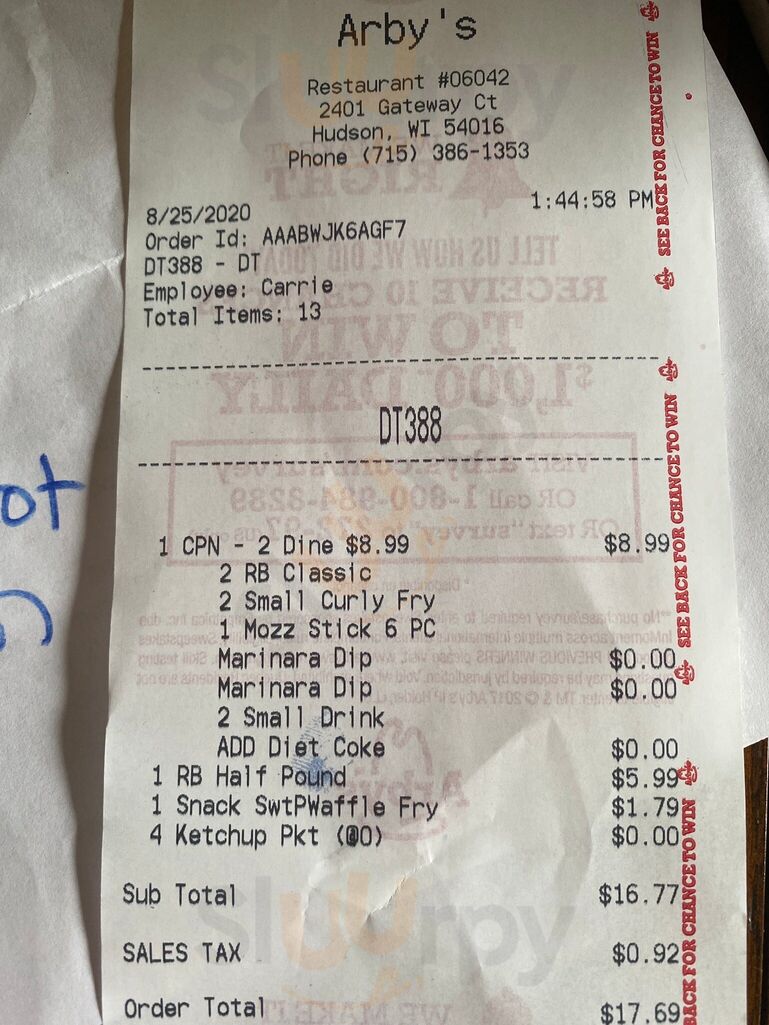 Arby's
Restaurant #06042
2401 Gateway Ct
Hudson, WI 54016
Phone (715) 386-1353
8/25/2020 1:44:58 PM
Order Id: AAABWJK6AGF7
DT388 - DT
Employee: Carrie
Total Items: 13
DT388
1 CPN - 2 Dine $8.99 $8.99
2 RB Classic
2 Small Curly Fry
1 Mozz Stick 6 PC
Marinara Dip $0.00
Marinara Dip $0.00
2 Small Drink
ADD Diet Coke $0.00
1 RB Half Pound $5.99
1 Snack SwtPWaffle Fry $1.79
4 Ketchup Pkt (@0) $0.00
Sub Total $16.77
SALES TAX $0.92
Order Total $17.69
SEE BACK FOR CHANCE TO WIN
SEE BACK FOR CHANCE TO WIN
BACK FOR CHANCE TO WIN
ot
Sluurpy
Sluurpy